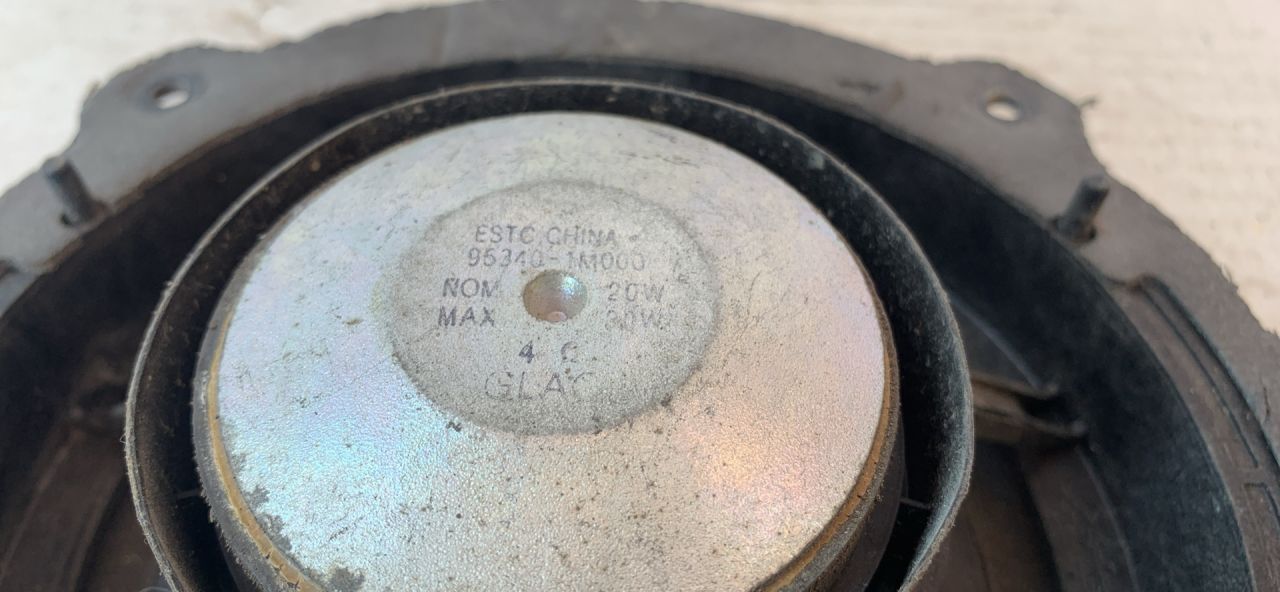 ESTC CHINA
95340-1M000
NOM 20W
MAX
4